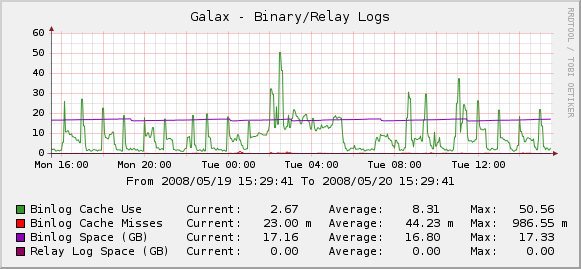 Galax - Binary/Relay Logs
RRDTOOL / TOBI OETIKER
60
50
40
30
20
10
0
Mon 16:00 Mon 20:00 Tue 00:00 Tue 04:00 Tue 08:00 Tue 12:00
From 2008/05/19 15:29:41 To 2008/05/20 15:29:41
Binlog Cache Use Current: 2.67 Average: 8.31 Max: 50.56
Binlog Cache Misses Current: 23.00 m Average: 44.23 m Max: 986.55 m
Binlog Space (GB) Current: 17.16 Average: 16.80 Max: 17.33
Relay Log Space (GB) Current: 0.00 Average: 0.00 Max: 0.00